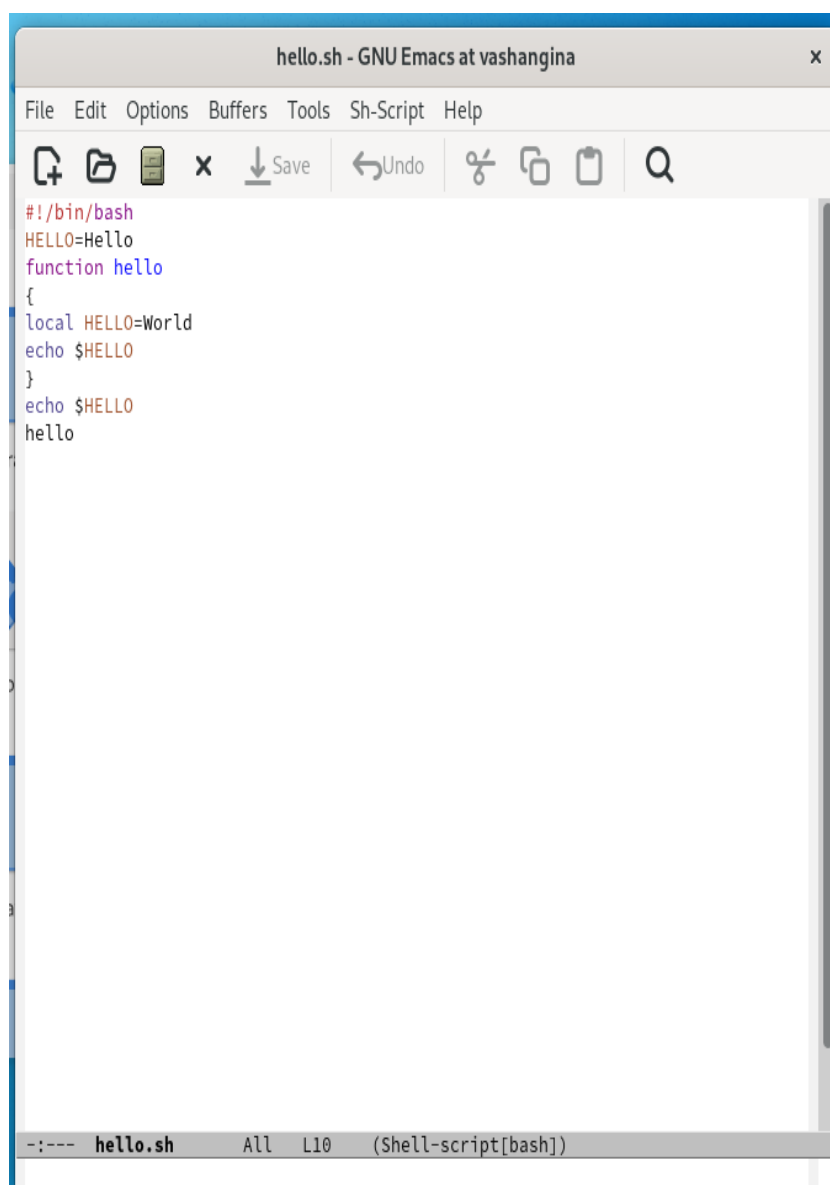 hello.sh - GNU Emacs at vashangina
File Edit Options Buffers Tools Sh-Script Help
Save Undo
#!/bin/bash
HELLO=Hello
function hello
{
local HELLO=World
echo $HELLO
}
echo $HELLO
hello
-:--- hello.sh All L10 (Shell-script[bash])